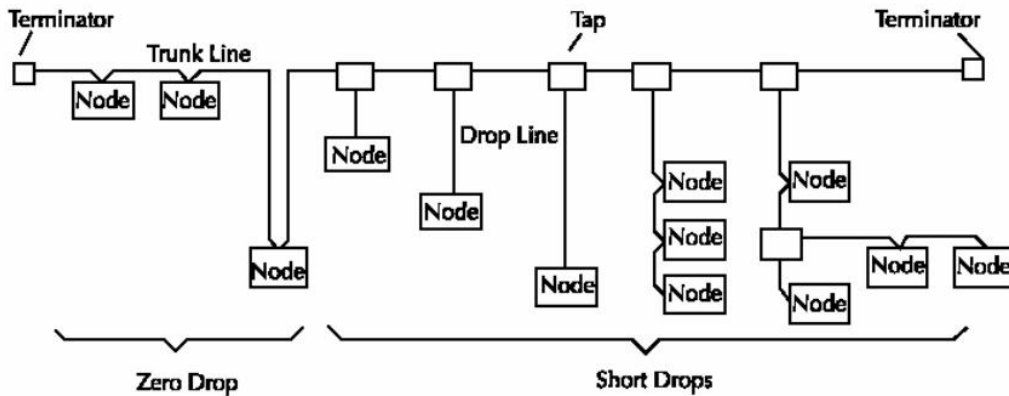 Terminator
Tap
Terminator
Trunk Line
Node
Node
Drop Line
Node
Node
Node
Node
Node
Node
Node
Node
Node
Node
Node
Node
Zero Drop
Short Drops